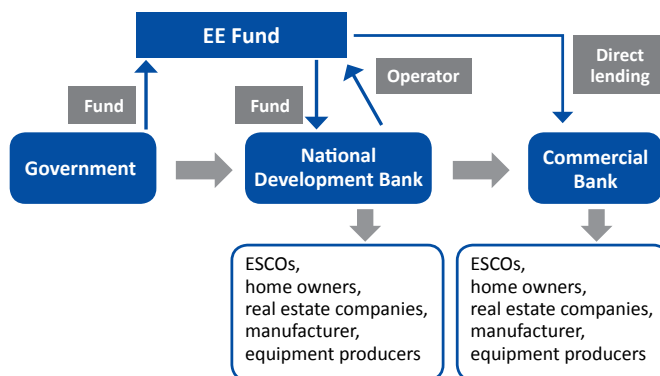 EE Fund
Direct
lending
Operator
Fund
Fund
Government
National
Development Bank
Commercial
Bank
ESCOs,
home owners,
real estate companies,
manufacturer,
equipment producers
ESCOs,
home owners,
real estate companies,
manufacturer,
equipment producers